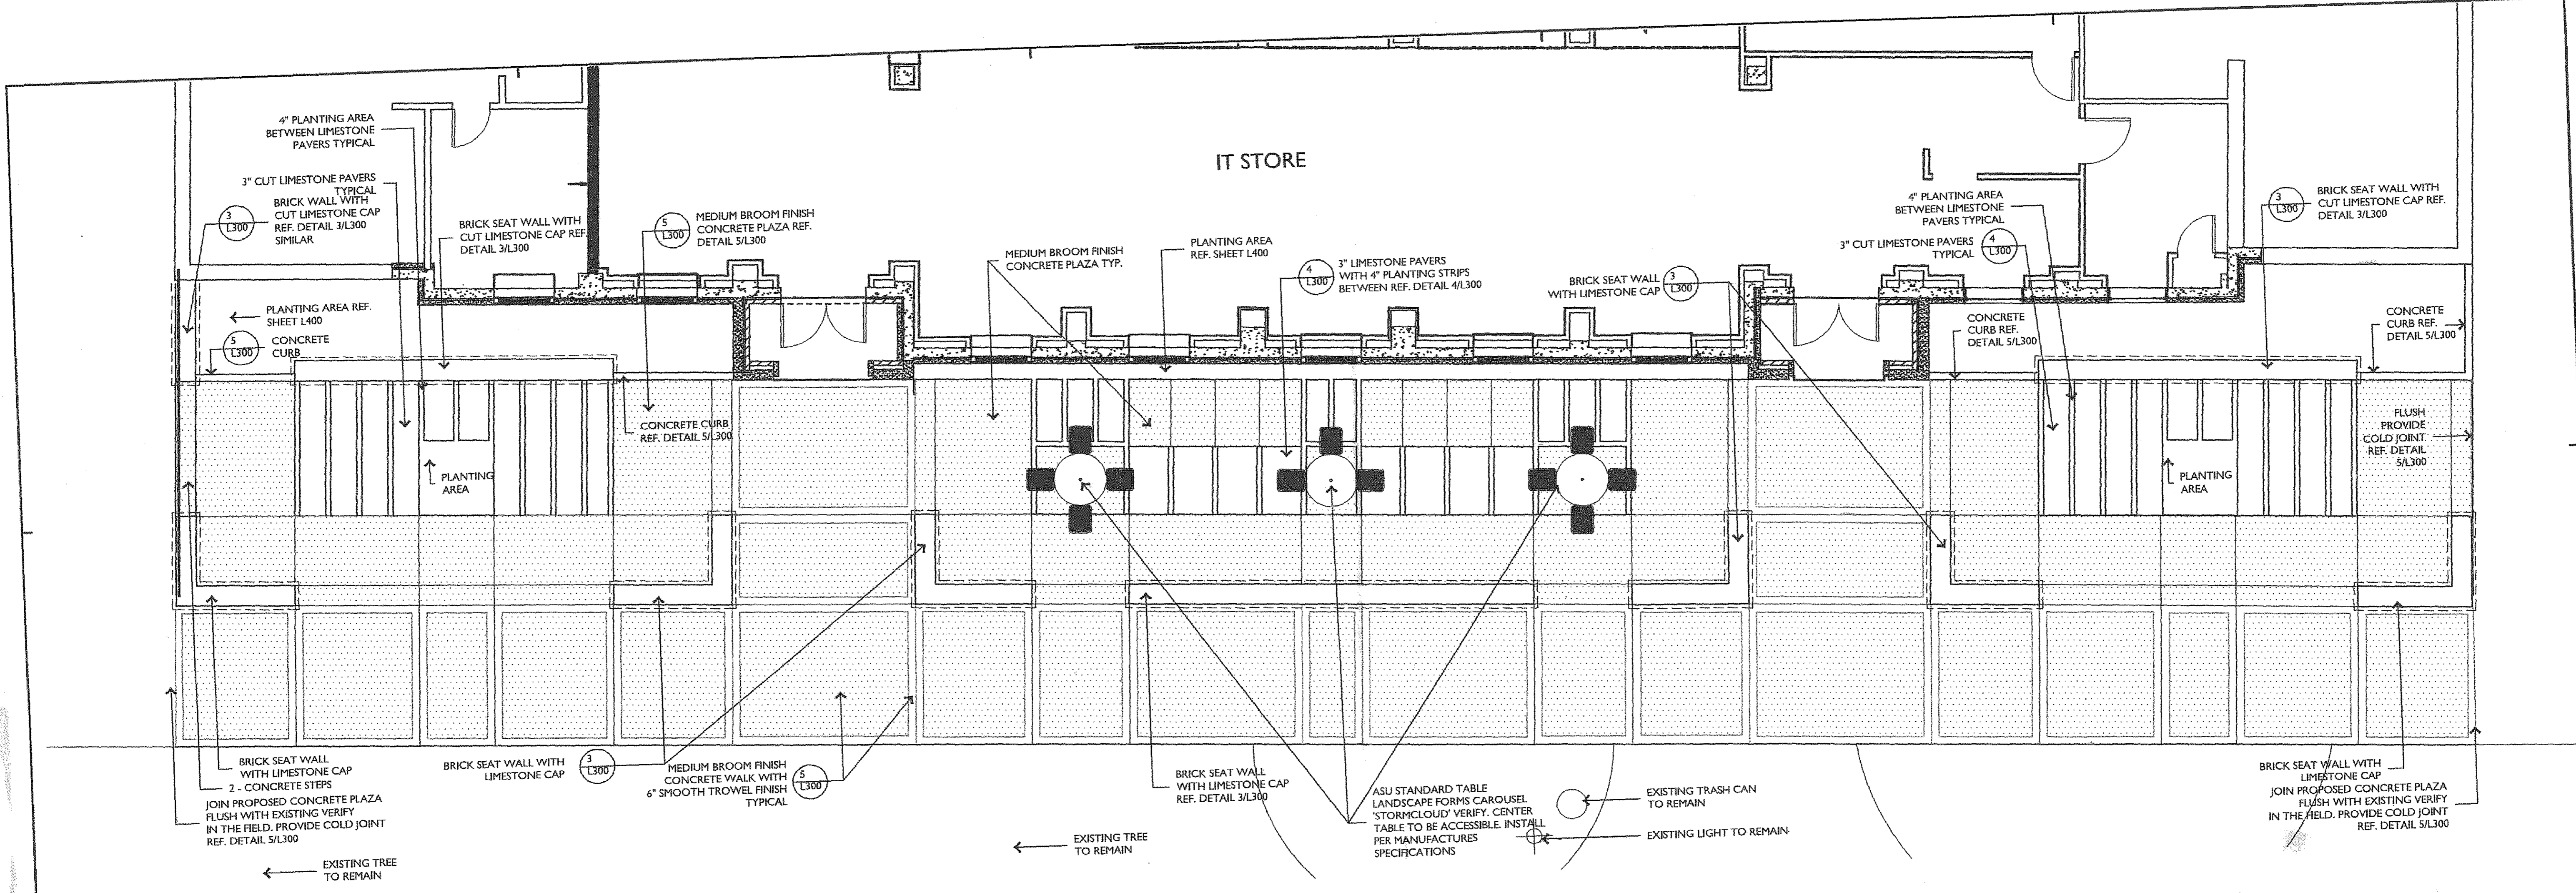 IT STORE
4" PLANTING AREA
BETWEEN LIMESTONE
PAVERS TYPICAL
3" CUT LIMESTONE PAVERS
TYPICAL
3
L300
BRICK WALL WITH
CUT LIMESTONE CAP
REF. DETAIL 3/L300
SIMILAR
BRICK SEAT WALL WITH
CUT LIMESTONE CAP REF.
DETAIL 3/L300
5
L300
MEDIUM BROOM FINISH
CONCRETE PLAZA REF.
DETAIL 5/L300
MEDIUM BROOM FINISH
CONCRETE PLAZA TYP.
PLANTING AREA
REF. SHEET L400
4
L300
3" LIMESTONE PAVERS
WITH 4" PLANTING STRIPS
BETWEEN REF. DETAIL 4/L300
BRICK SEAT WALL
WITH LIMESTONE CAP
3
L300
4" PLANTING AREA
BETWEEN LIMESTONE
PAVERS TYPICAL
3" CUT LIMESTONE PAVERS
TYPICAL
4
L300
3
L300
BRICK SEAT WALL WITH
CUT LIMESTONE CAP REF.
DETAIL 3/L300
PLANTING AREA REF.
SHEET L400
5
L300
CONCRETE
CURB
CONCRETE
CURB REF.
DETAIL 5/L300
CONCRETE
CURB REF.
DETAIL 5/L300
CONCRETE CURB
REF. DETAIL 5/L300
PLANTING
AREA
FLUSH
PROVIDE
COLD JOINT
REF. DETAIL
5/L300
PLANTING
AREA
BRICK SEAT WALL
WITH LIMESTONE CAP
2 - CONCRETE STEPS
JOIN PROPOSED CONCRETE PLAZA
FLUSH WITH EXISTING VERIFY
IN THE FIELD. PROVIDE COLD JOINT
REF. DETAIL 5/L300
EXISTING TREE
TO REMAIN
BRICK SEAT WALL WITH
LIMESTONE CAP
3
L300
MEDIUM BROOM FINISH
CONCRETE WALK WITH
6" SMOOTH TROWEL FINISH
TYPICAL
5
L300
EXISTING TREE
TO REMAIN
BRICK SEAT WALL
WITH LIMESTONE CAP
REF. DETAIL 3/L300
ASU STANDARD TABLE
LANDSCAPE FORMS CAROUSEL
'STORMCLOUD' VERIFY. CENTER
TABLE TO BE ACCESSIBLE. INSTALL
PER MANUFACTURES
SPECIFICATIONS
EXISTING TRASH CAN
TO REMAIN
EXISTING LIGHT TO REMAIN
BRICK SEAT WALL WITH
LIMESTONE CAP
JOIN PROPOSED CONCRETE PLAZA
FLUSH WITH EXISTING VERIFY
IN THE FIELD. PROVIDE COLD JOINT
REF. DETAIL 5/L300